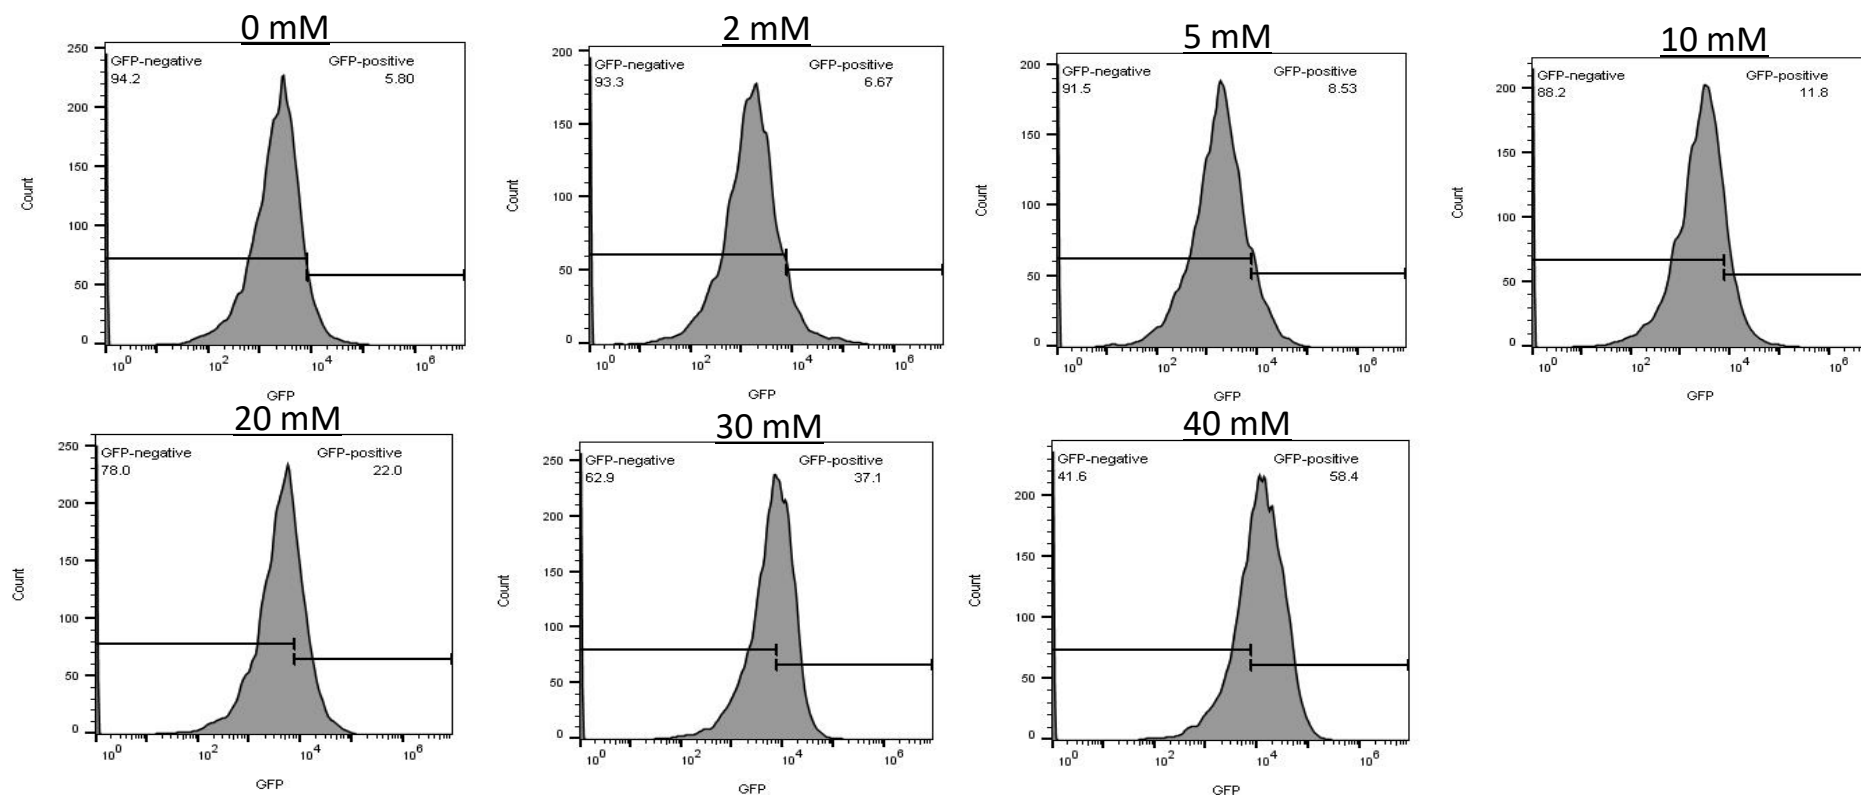 0 mM
GFP-negative GFP-positive
94.2 5.80
250
200
150
100
50
0
Count
10^0 10^2 10^4 10^6
GFP
2 mM
GFP-negative GFP-positive
93.3 6.67
200
150
100
50
0
Count
10^0 10^2 10^4 10^6
GFP
5 mM
GFP-negative GFP-positive
91.5 8.53
200
150
100
50
0
Count
10^0 10^2 10^4 10^6
GFP
10 mM
GFP-negative GFP-positive
88.2 11.8
200
150
100
50
0
Count
10^0 10^2 10^4 10^6
GFP
20 mM
GFP-negative GFP-positive
78.0 22.0
250
200
150
100
50
0
Count
10^0 10^2 10^4 10^6
GFP
30 mM
GFP-negative GFP-positive
62.9 37.1
250
200
150
100
50
0
Count
10^0 10^2 10^4 10^6
GFP
40 mM
GFP-negative GFP-positive
41.6 58.4
200
150
100
50
0
Count
10^0 10^2 10^4 10^6
GFP